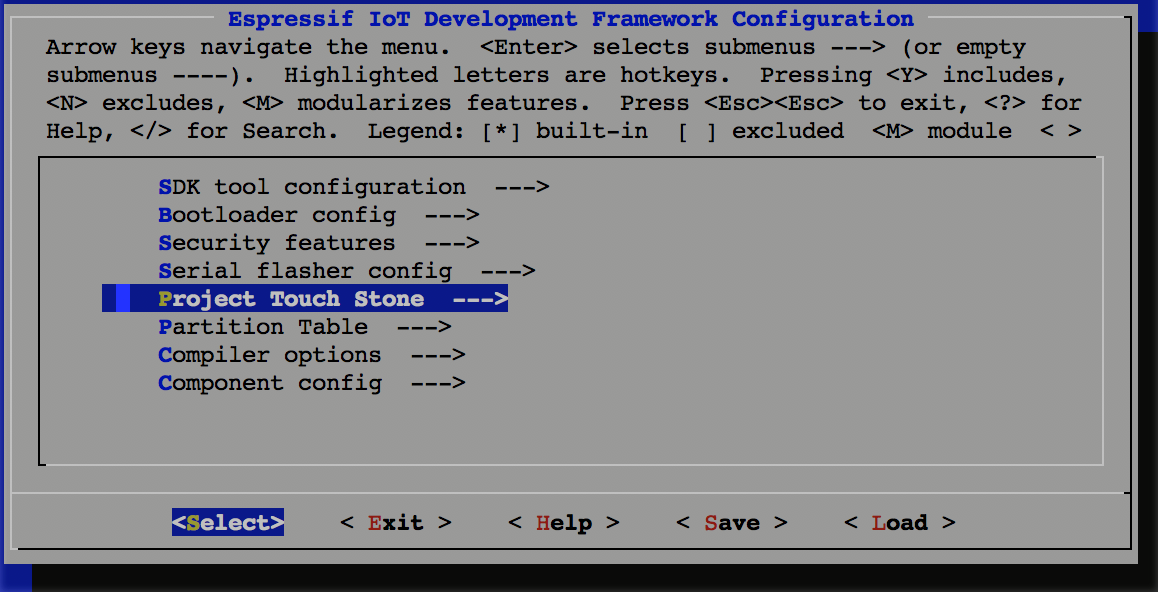 Espressif IoT Development Framework Configuration
Arrow keys navigate the menu.  <Enter> selects submenus ---> (or empty
submenus ----).  Highlighted letters are hotkeys.  Pressing <Y> includes,
<N> excludes, <M> modularizes features.  Press <Esc><Esc> to exit, <?> for
Help, </> for Search.  Legend: [*] built-in  [ ] excluded  <M> module  < >
SDK tool configuration  --->
Bootloader config  --->
Security features  --->
Serial flasher config  --->
Project Touch Stone  --->
Partition Table  --->
Compiler options  --->
Component config  --->
<Select>    < Exit >    < Help >    < Save >    < Load >